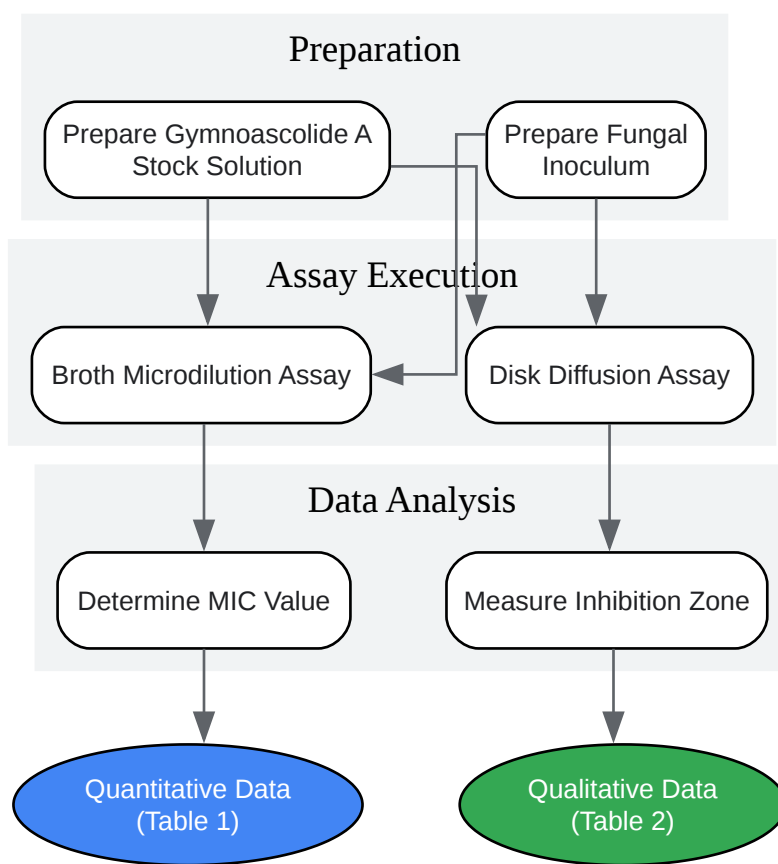 Preparation
Prepare Gymnoascolide A
Stock Solution
Prepare Fungal
Inoculum
Assay Execution
Broth Microdilution Assay
Disk Diffusion Assay
Data Analysis
Determine MIC Value
Measure Inhibition Zone
Quantitative Data
(Table 1)
Qualitative Data
(Table 2)